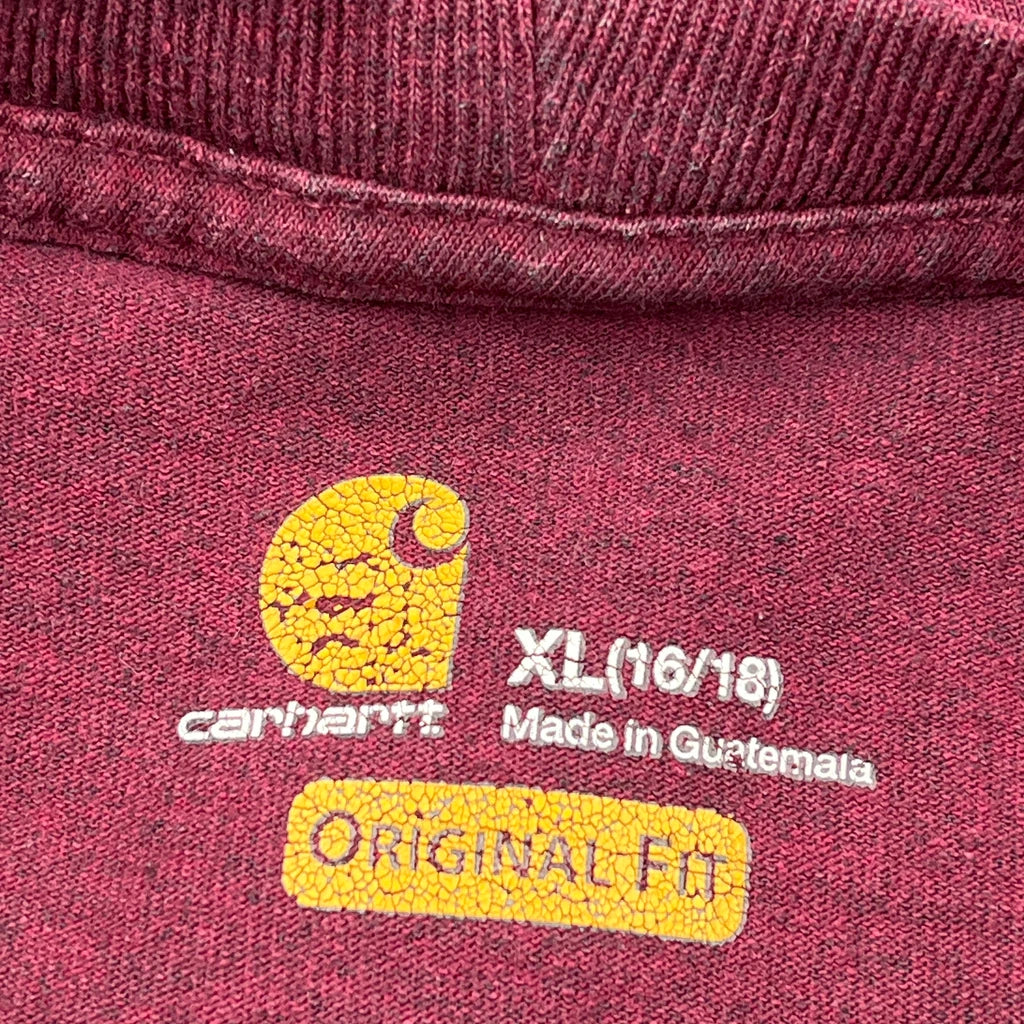 carhartt
XL(16/18)
Made in Guatemala
ORIGINAL FIT